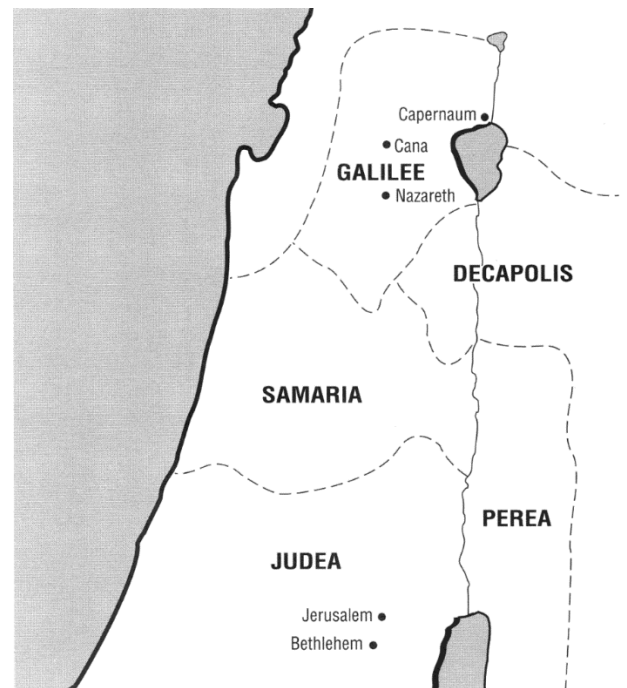 Capernaum
Cana
GALILEE
Nazareth
DECAPOLIS
SAMARIA
PEREA
JUDEA
Jerusalem
Bethlehem